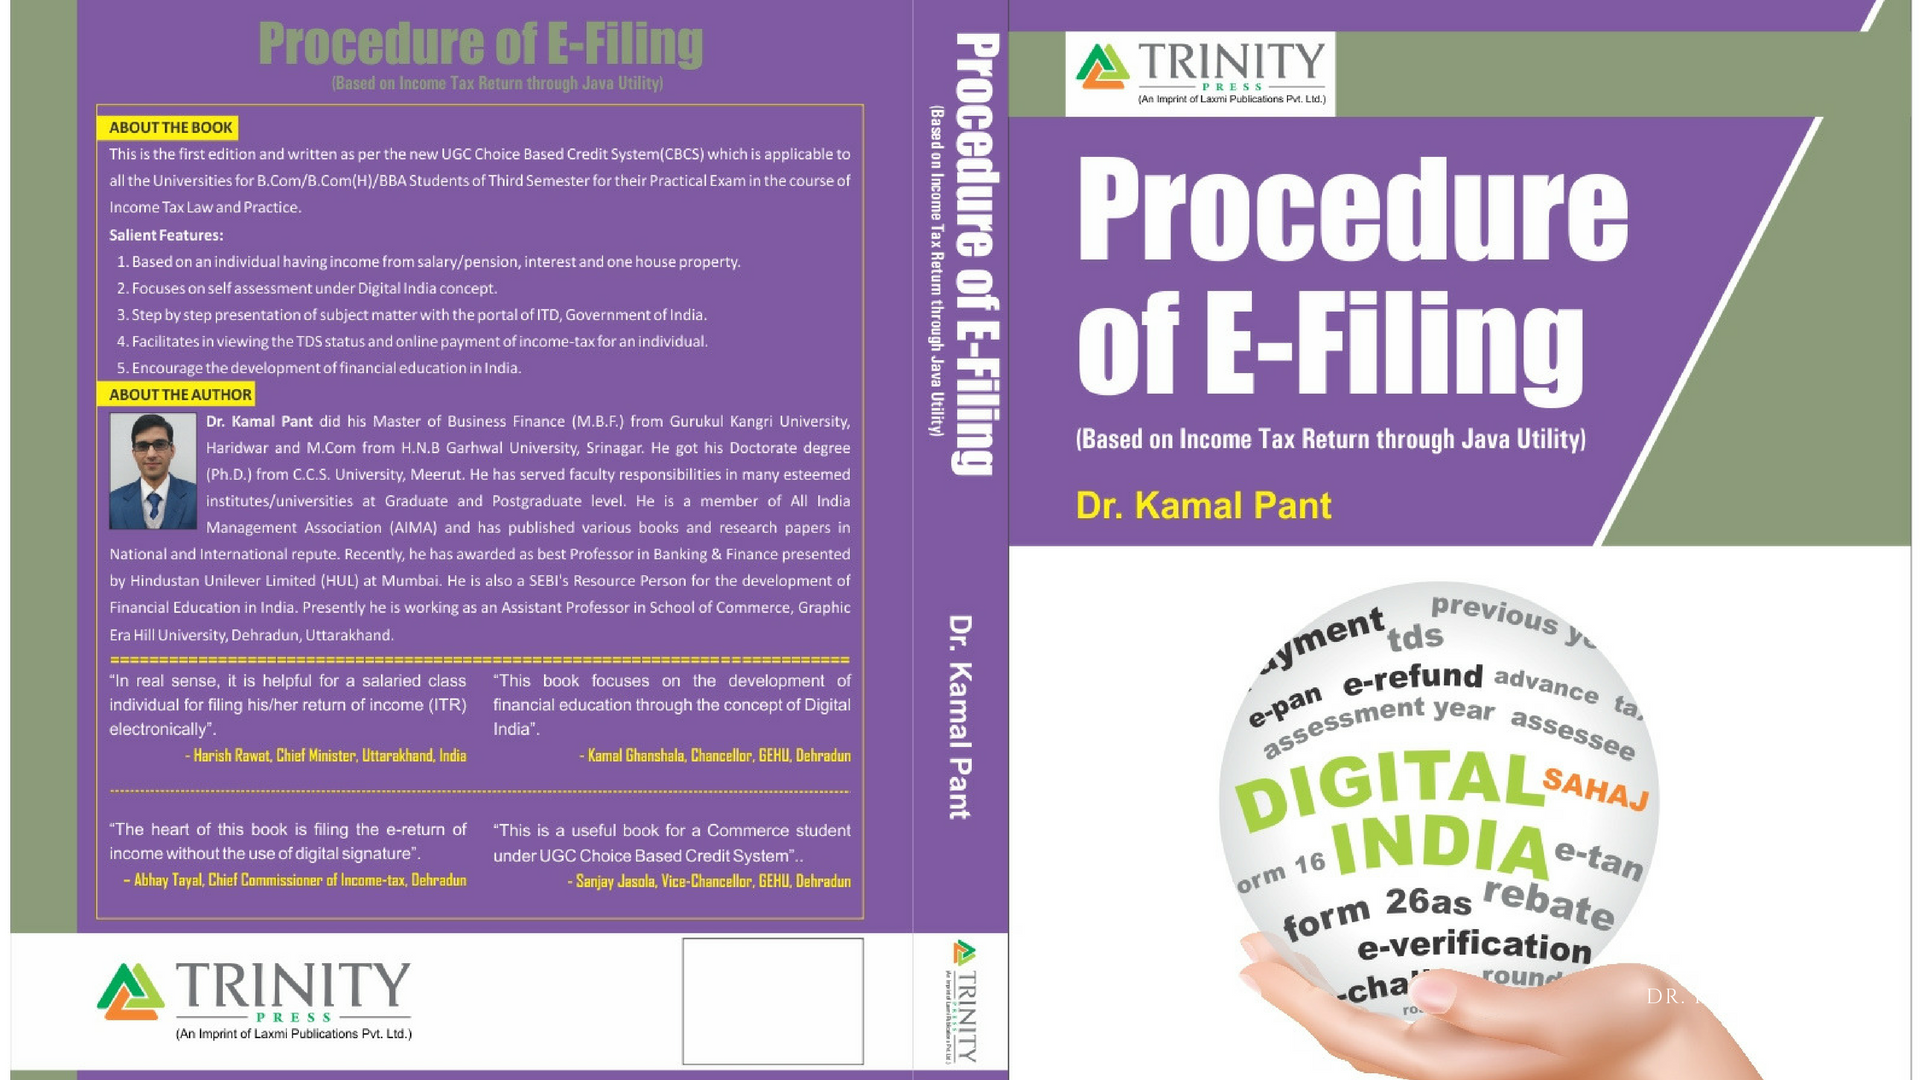 Procedure of E-Filing
(Based on Income Tax Return through Java Utility)
ABOUT THE BOOK
This is the first edition and written as per the new UGC Choice Based Credit System(CBCS) which is applicable to
all the Universities for B.Com/B.Com(H)/BBA Students of Third Semester for their Practical Exam in the course of
Income Tax Law and Practice.
Salient Features:
1. Based on an individual having income from salary/pension, interest and one house property.
2. Focuses on self assessment under Digital India concept.
3. Step by step presentation of subject matter with the portal of ITD, Government of India.
4. Facilitates in viewing the TDS status and online payment of income-tax for an individual.
5. Encourage the development of financial education in India.
ABOUT THE AUTHOR
Dr. Kamal Pant did his Master of Business Finance (M.B.F.) from Gurukul Kangri University,
Haridwar and M.Com from H.N.B Garhwal University, Srinagar. He got his Doctorate degree
(Ph.D.) from C.C.S. University, Meerut. He has served faculty responsibilities in many esteemed
institutes/universities at Graduate and Postgraduate level. He is a member of All India
Management Association (AIMA) and has published various books and research papers in
National and International repute. Recently, he has awarded as best Professor in Banking & Finance presented
by Hindustan Unilever Limited (HUL) at Mumbai. He is also a SEBI's Resource Person for the development of
Financial Education in India. Presently he is working as an Assistant Professor in School of Commerce, Graphic
Era Hill University, Dehradun, Uttarakhand.
“In real sense, it is helpful for a salaried class
individual for filing his/her return of income (ITR)
electronically”.
- Harish Rawat, Chief Minister, Uttarakhand, India
“This book focuses on the development of
financial education through the concept of Digital
India”.
- Kamal Ghanshala, Chancellor, GEHU, Dehradun
“The heart of this book is filing the e-return of
income without the use of digital signature”.
– Abhay Tayal, Chief Commissioner of Income-tax, Dehradun
“This is a useful book for a Commerce student
under UGC Choice Based Credit System”..
- Sanjay Jasola, Vice-Chancellor, GEHU, Dehradun
TRINITY
PRESS
(An Imprint of Laxmi Publications Pvt. Ltd.)
Procedure of E-Filing
(Based on Income Tax Return through Java Utility)
Dr. Kamal Pant
TRINITY
PRESS
(An Imprint of Laxmi Publications Pvt. Ltd.)
TRINITY
PRESS
(An Imprint of Laxmi Publications Pvt. Ltd.)
Procedure
of E-Filing
(Based on Income Tax Return through Java Utility)
Dr. Kamal Pant
previous ye
ayment
tds
e-pan e-refund advance tax
assessment year assessee
DIGITAL SAHAJ
INDIA e-tan
orm 16
form 26as rebate
e-verification
-cha round
DR.